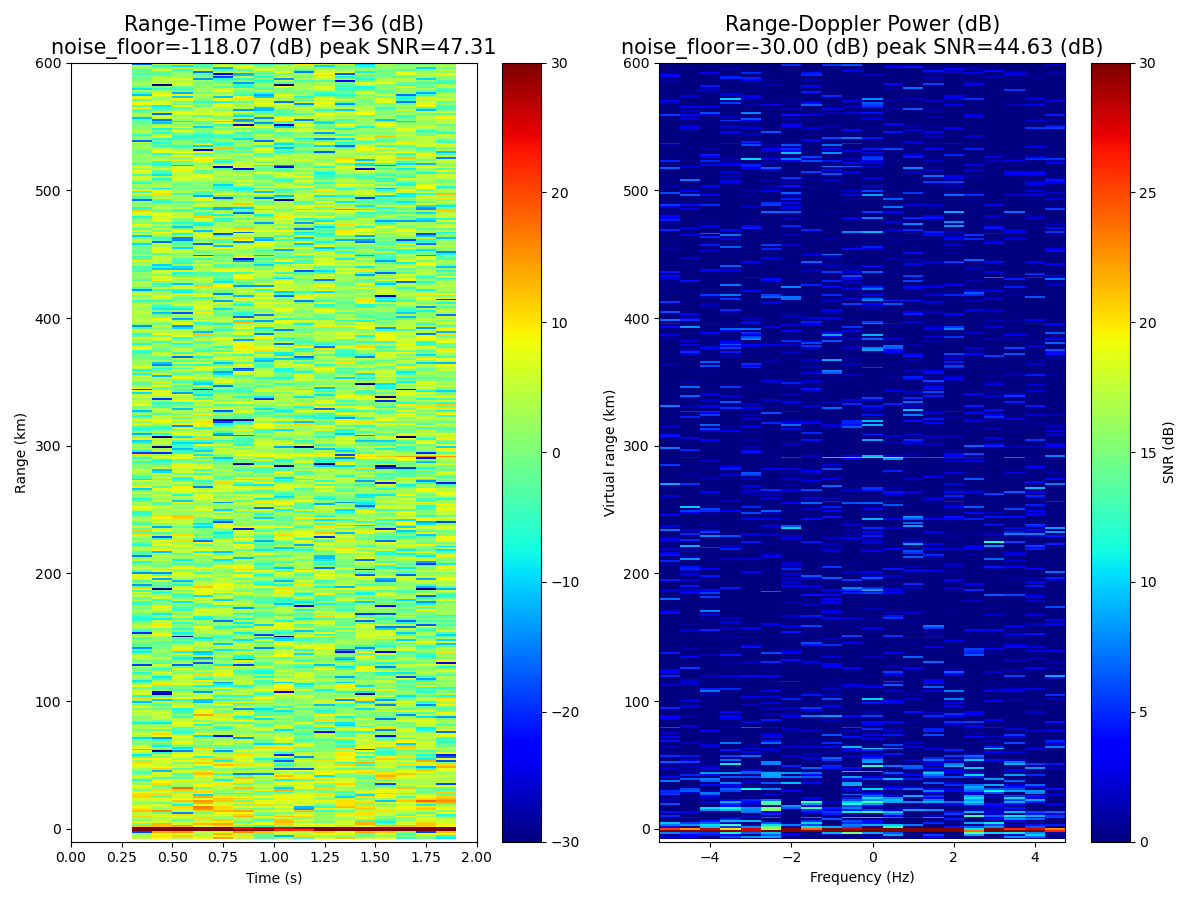 Range-Time Power f=36 (dB)
noise_floor=-118.07 (dB) peak SNR=47.31
Range (km)
600
500
400
300
200
100
0
0.00 0.25 0.50 0.75 1.00 1.25 1.50 1.75 2.00
Time (s)
30
20
10
0
−10
−20
−30
Range-Doppler Power (dB)
noise_floor=-30.00 (dB) peak SNR=44.63 (dB)
Virtual range (km)
600
500
400
300
200
100
0
−4 −2 0 2 4
Frequency (Hz)
30
25
20
15
10
5
0
SNR (dB)